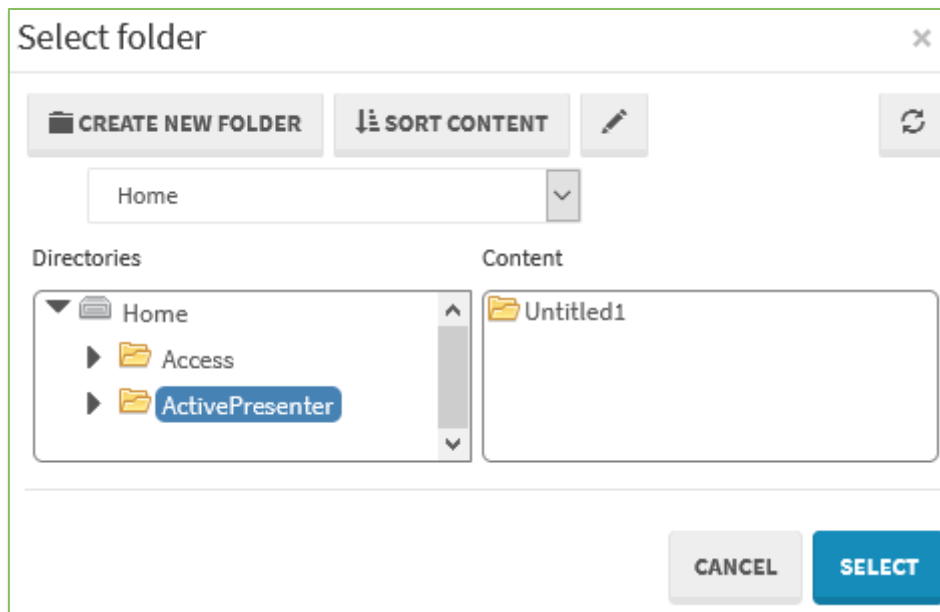 Select folder
CREATE NEW FOLDER SORT CONTENT
Home
Directories Content
Home Untitled1
Access
ActivePresenter
CANCEL SELECT